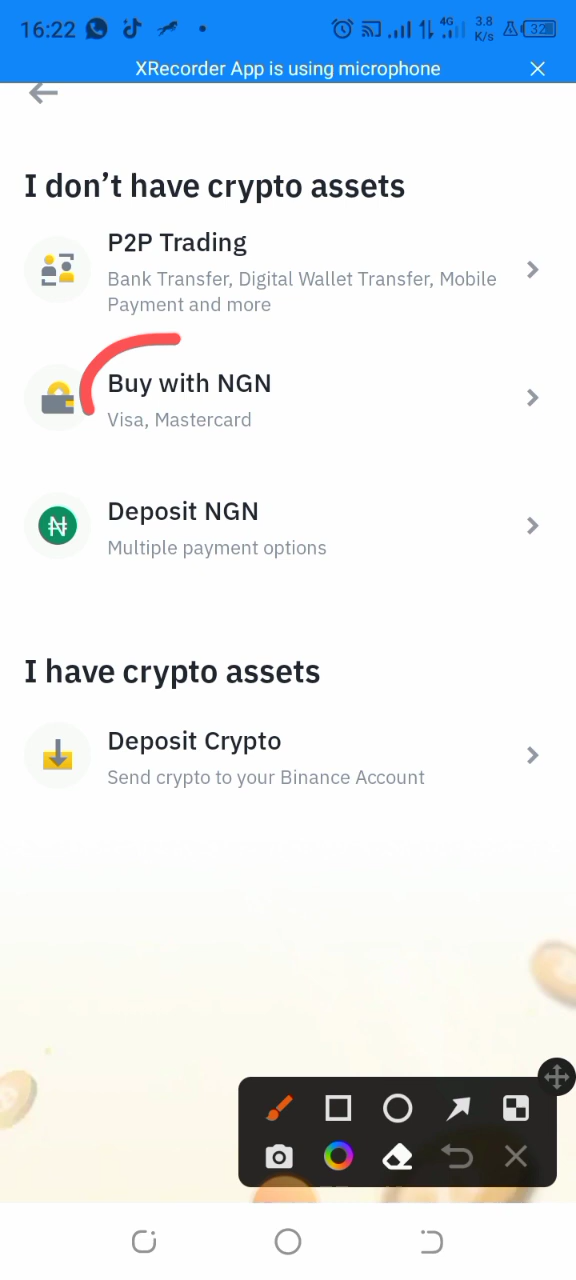 16:22
4G
3.8
K/s
32
XRecorder App is using microphone
I don’t have crypto assets
P2P Trading
Bank Transfer, Digital Wallet Transfer, Mobile
Payment and more
Buy with NGN
Visa, Mastercard
Deposit NGN
Multiple payment options
I have crypto assets
Deposit Crypto
Send crypto to your Binance Account